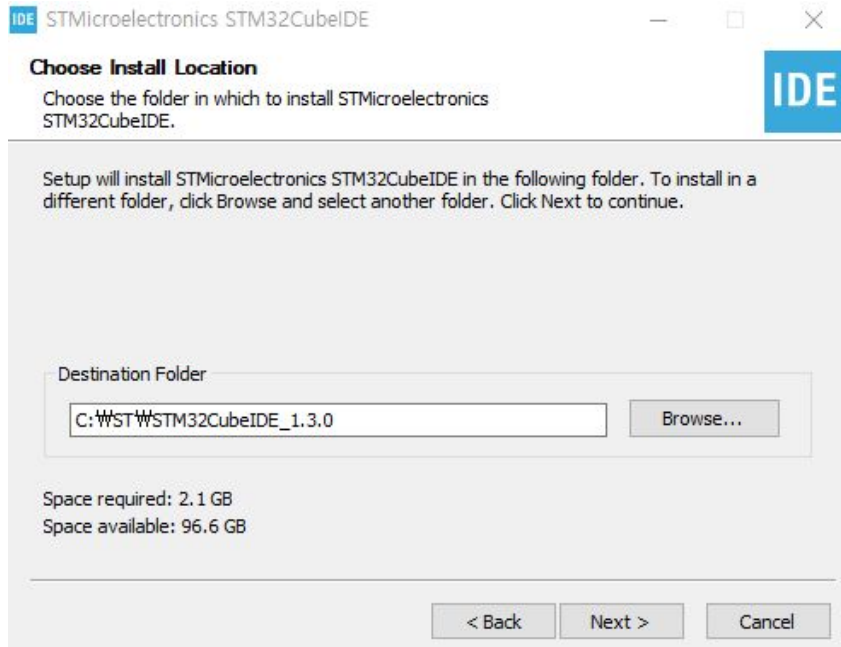 IDE STMicroelectronics STM32CubeIDE
Choose Install Location
Choose the folder in which to install STMicroelectronics
STM32CubeIDE.
IDE
Setup will install STMicroelectronics STM32CubeIDE in the following folder. To install in a
different folder, click Browse and select another folder. Click Next to continue.
Destination Folder
C:₩ST₩STM32CubeIDE_1.3.0
Browse...
Space required: 2.1 GB
Space available: 96.6 GB
< Back
Next >
Cancel